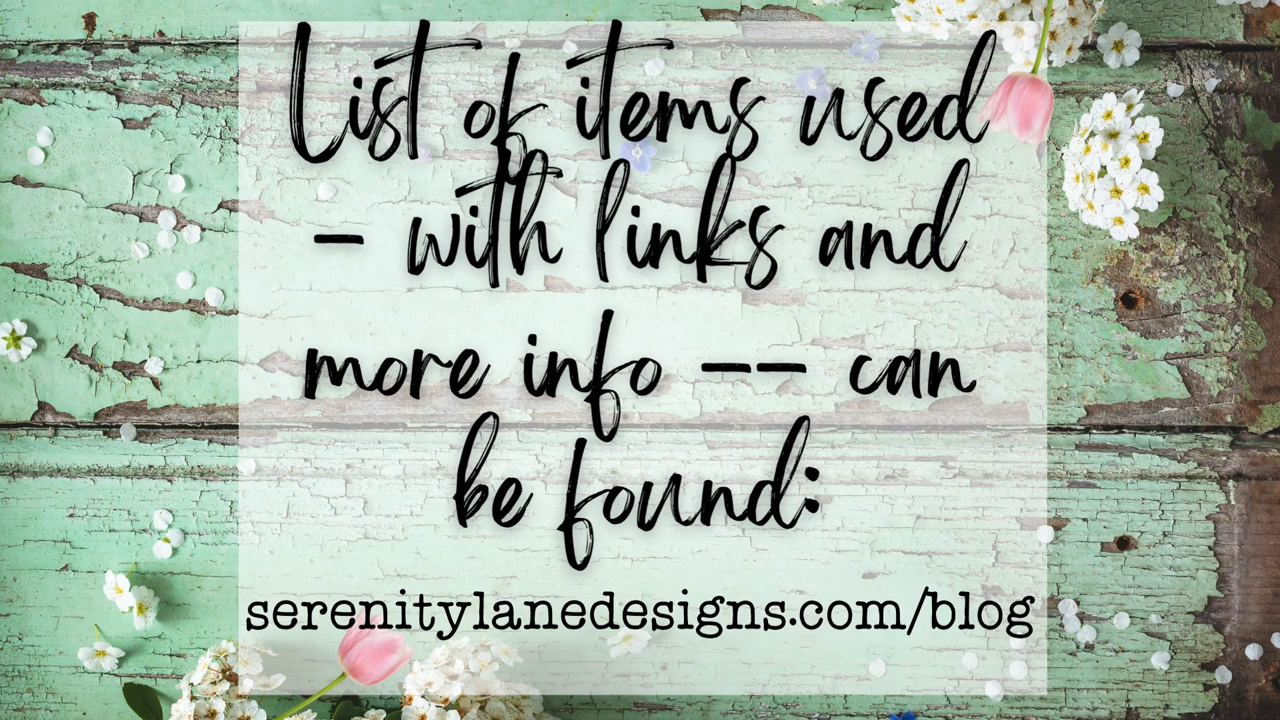 List of items used
- with links and
more info -- can
be found:
serenitylanedesigns.com/blog